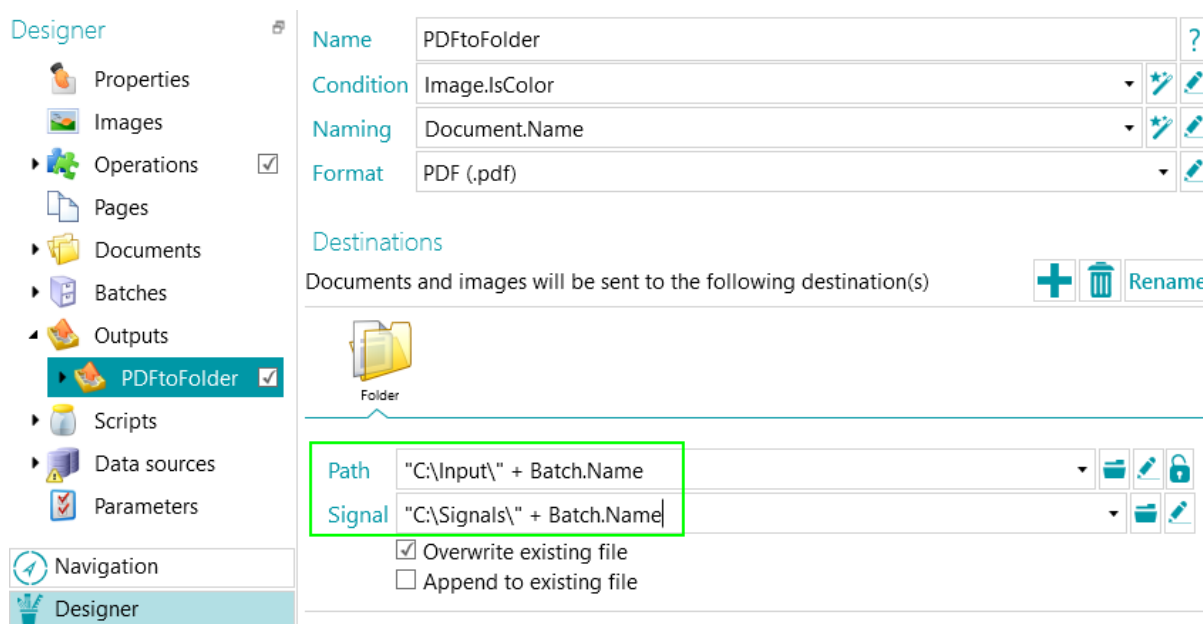 Designer
Properties
Images
Operations
Pages
Documents
Batches
Outputs
PDFtoFolder
Scripts
Data sources
Parameters
Navigation
Designer
Name PDFtoFolder ?
Condition Image.IsColor
Naming Document.Name
Format PDF (.pdf)
Destinations
Documents and images will be sent to the following destination(s)
Rename
Folder
Path "C:\Input\" + Batch.Name
Signal "C:\Signals\" + Batch.Name
Overwrite existing file
Append to existing file